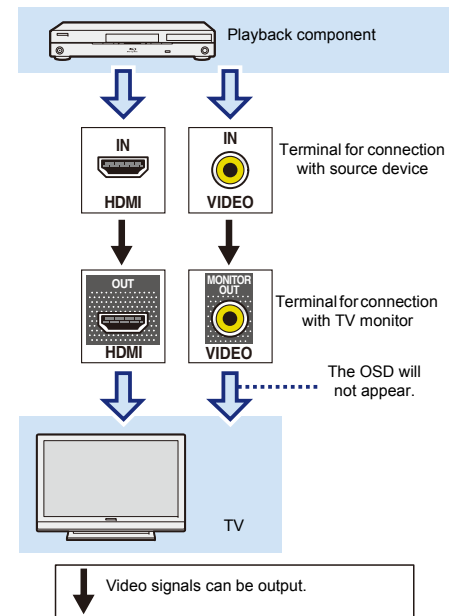 Playback component
IN
HDMI
IN
VIDEO
Terminal for connection
with source device
OUT
HDMI
MONITOR
OUT
VIDEO
Terminal for connection
with TV monitor
The OSD will
not appear.
TV
Video signals can be output.